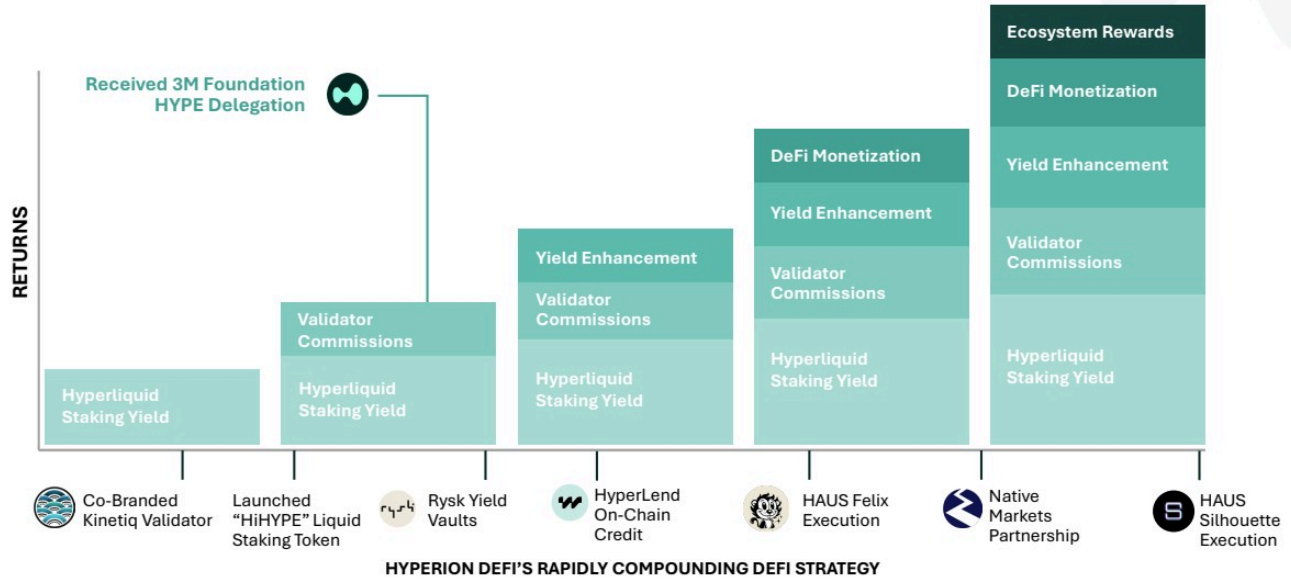 Received 3M Foundation
HYPE Delegation
RETURNS
Hyperliquid
Staking Yield
Validator
Commissions
Hyperliquid
Staking Yield
Yield Enhancement
Validator
Commissions
Hyperliquid
Staking Yield
DeFi Monetization
Yield Enhancement
Validator
Commissions
Hyperliquid
Staking Yield
Ecosystem Rewards
DeFi Monetization
Yield Enhancement
Validator
Commissions
Hyperliquid
Staking Yield
Co-Branded
Kinetiq Validator
Launched
“HiHYPE” Liquid
Staking Token
rysk
Rysk Yield
Vaults
HyperLend
On-Chain
Credit
HAUS Felix
Execution
Native
Markets
Partnership
S
HAUS
Silhouette
Execution
HYPERION DEFI’S RAPIDLY COMPOUNDING DEFI STRATEGY